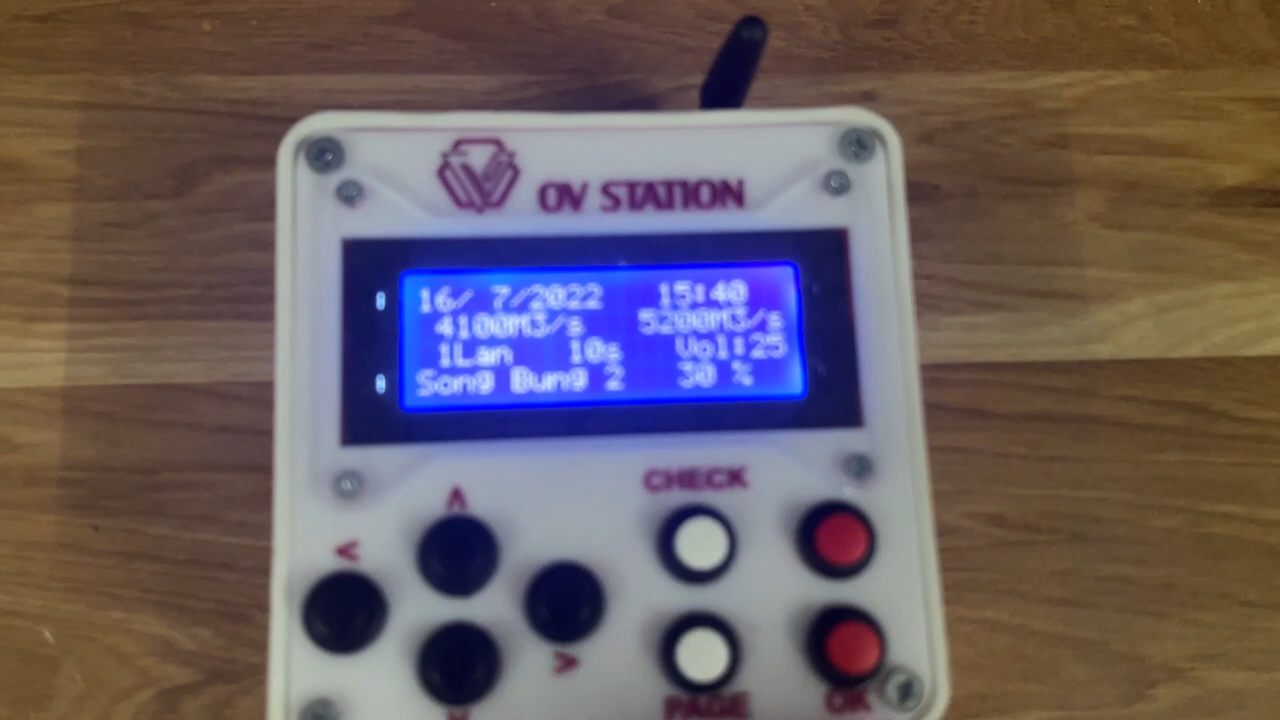 OV STATION
16/ 7/2022 15:40
4100M3/s 5200M3/s
1Lan 10s Vol:25
Song Bung 2 30 %
CHECK
PAGE
OK